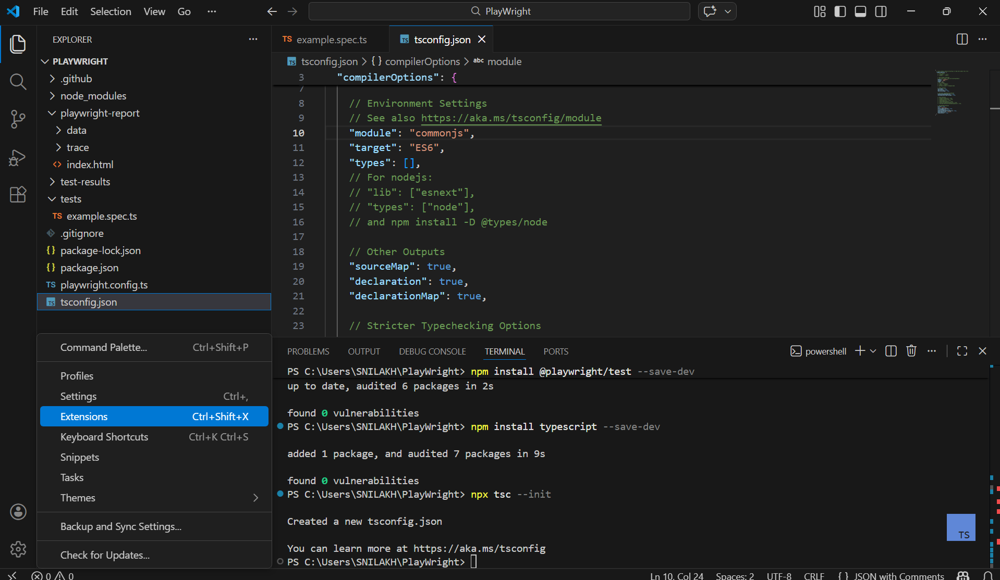 File Edit Selection View Go ···
PlayWright
EXPLORER
PLAYWRIGHT
.github
node_modules
playwright-report
data
trace
index.html
test-results
tests
TS example.spec.ts
.gitignore
{} package-lock.json
{} package.json
TS playwright.config.ts
TS tsconfig.json
Command Palette... Ctrl+Shift+P
Profiles
Settings Ctrl+,
Extensions Ctrl+Shift+X
Keyboard Shortcuts Ctrl+K Ctrl+S
Snippets
Tasks
Themes
Backup and Sync Settings...
Check for Updates...
TS example.spec.ts
TS tsconfig.json
TS tsconfig.json > { } compilerOptions > abc module
3 "compilerOptions": {
7
8 // Environment Settings
9 // See also https://aka.ms/tsconfig/module
10 "module": "commonjs",
11 "target": "ES6",
12 "types": [],
13 // For nodejs:
14 // "lib": ["esnext"],
15 // "types": ["node"],
16 // and npm install -D @types/node
17
18 // Other Outputs
19 "sourceMap": true,
20 "declaration": true,
21 "declarationMap": true,
22
23 // Stricter Typechecking Options
PROBLEMS OUTPUT DEBUG CONSOLE TERMINAL PORTS
powershell
PS C:\Users\SNILAKH\PlayWright> npm install @playwright/test --save-dev
up to date, audited 6 packages in 2s
found 0 vulnerabilities
PS C:\Users\SNILAKH\PlayWright> npm install typescript --save-dev
added 1 package, and audited 7 packages in 9s
found 0 vulnerabilities
PS C:\Users\SNILAKH\PlayWright> npx tsc --init
Created a new tsconfig.json
TS
You can learn more at https://aka.ms/tsconfig
PS C:\Users\SNILAKH\PlayWright>
0 0
Ln 10, Col 24 Spaces: 2 UTF-8 CRLF { } JSON with Comments